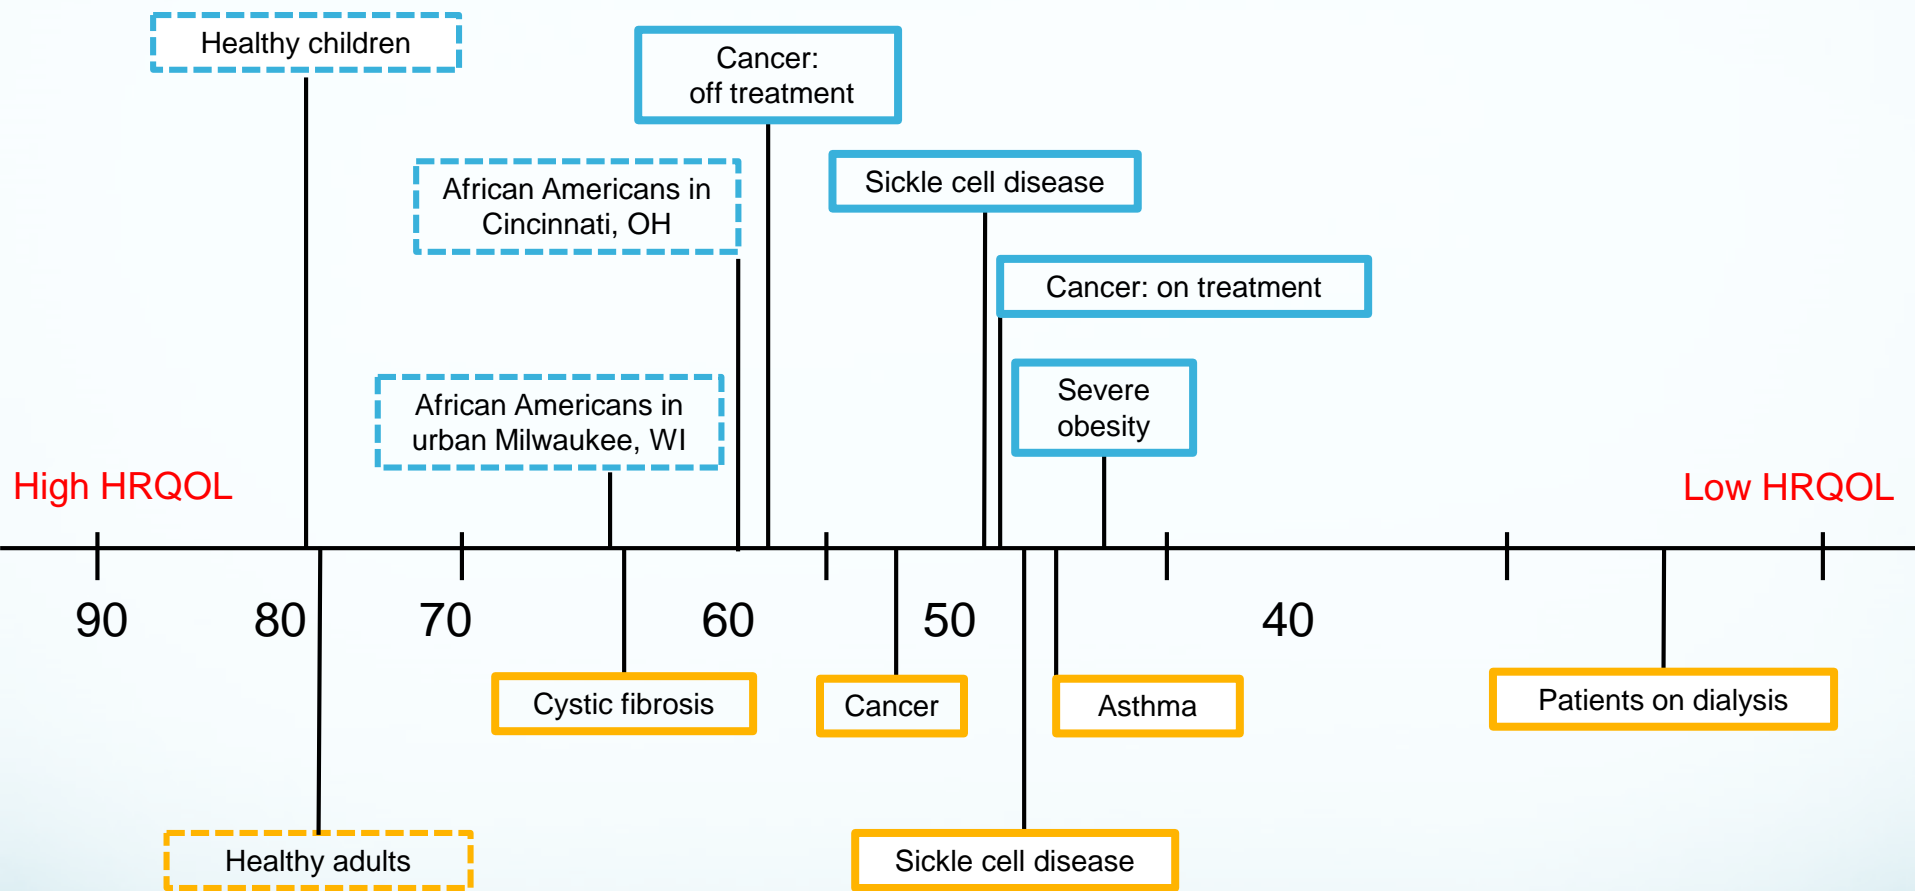 Healthy children
Cancer:
off treatment
African Americans in
Cincinnati, OH
Sickle cell disease
Cancer: on treatment
African Americans in
urban Milwaukee, WI
Severe
obesity
High HRQOL
Low HRQOL
90
80
70
60
50
40
Cystic fibrosis
Cancer
Asthma
Patients on dialysis
Healthy adults
Sickle cell disease